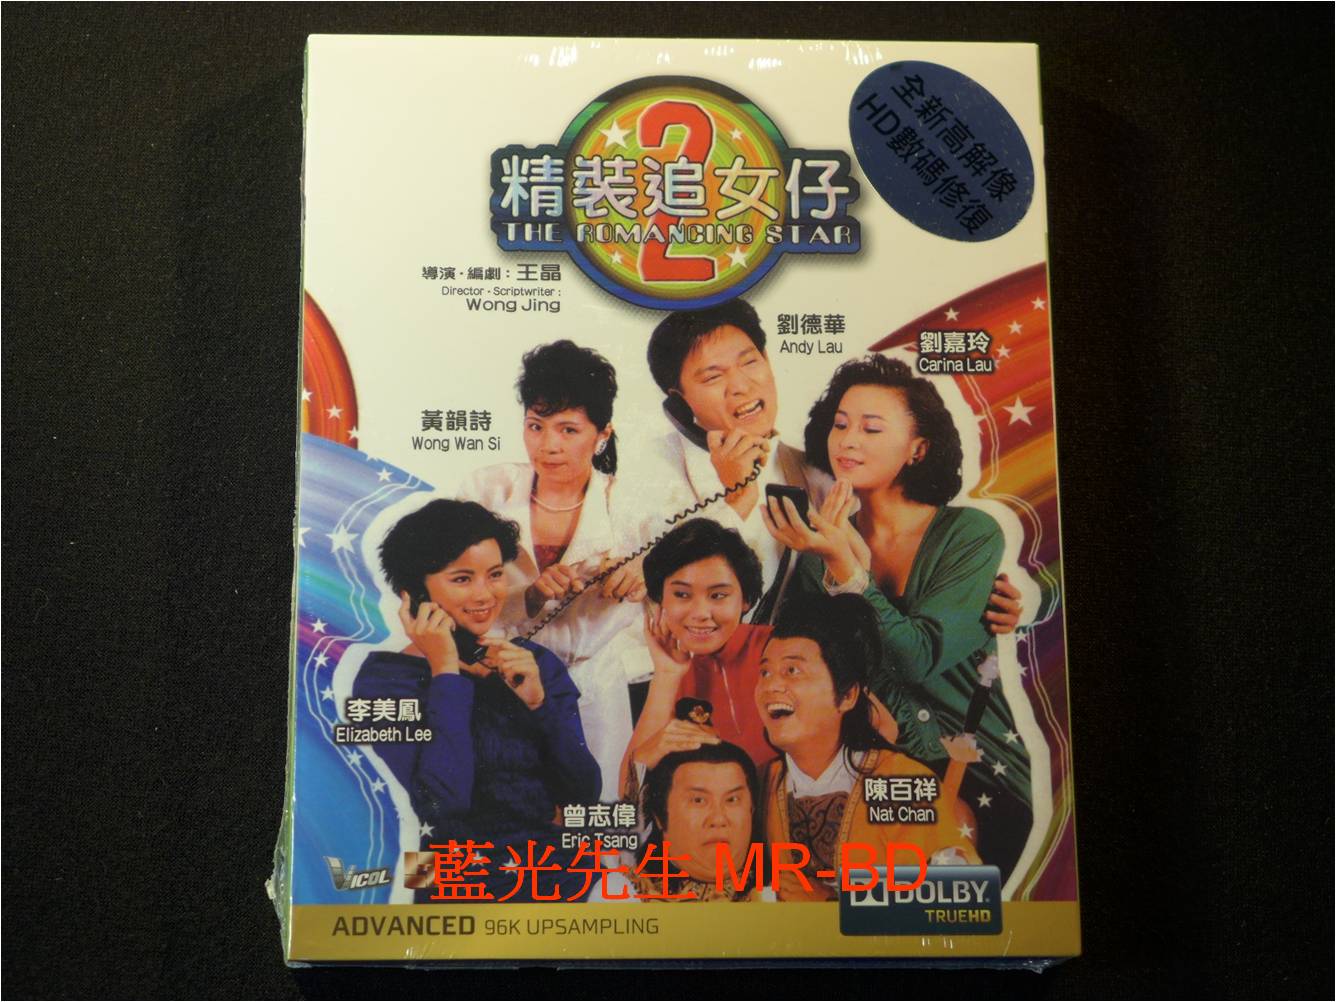 全新高解像
HD數碼修復
2
精裝追女仔
THE ROMANCING STAR
導演・編劇：王晶
Director・Scriptwriter：
Wong Jing
劉德華
Andy Lau
劉嘉玲
Carina Lau
黃韻詩
Wong Wan Si
李美鳳
Elizabeth Lee
陳百祥
Nat Chan
曾志偉
Eric Tsang
藍光先生 MR-BD
VICOL
DOLBY
TRUEHD
ADVANCED 96K UPSAMPLING